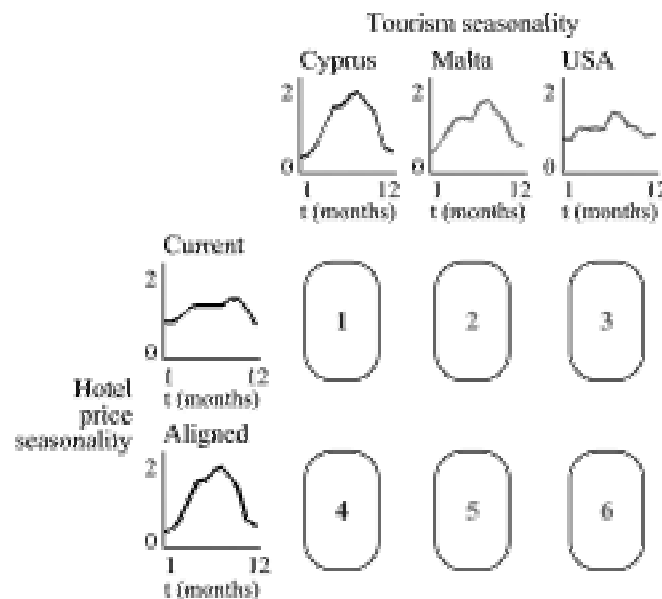 Tourism seasonality
Cyprus Malta USA
2 2 2
0 0 0
1 12 1 12 1 12
t (months) t (months) t (months)
Current
2
0
1 12
t (months)
1 2 3
Hotel
price
seasonality
Aligned
2
0
1 12
t (months)
4 5 6